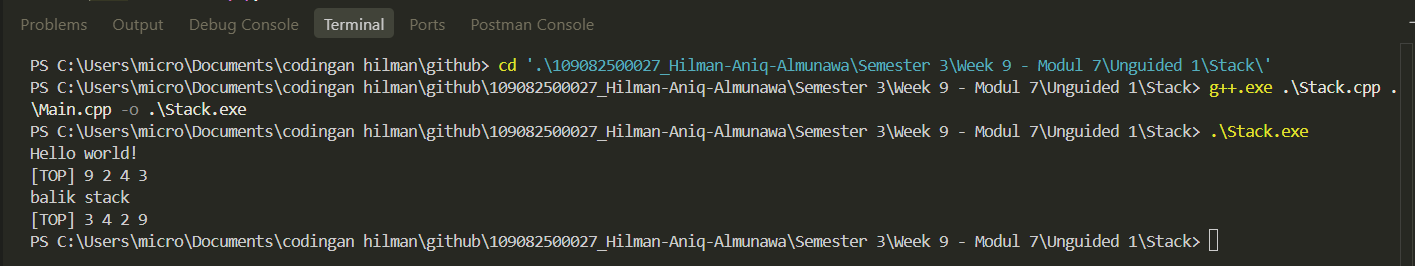 Problems Output Debug Console Terminal Ports Postman Console
PS C:\Users\micro\Documents\codingan hilman\github> cd '.\109082500027_Hilman-Aniq-Almunawa\Semester 3\Week 9 - Modul 7\Unguided 1\Stack\'
PS C:\Users\micro\Documents\codingan hilman\github\109082500027_Hilman-Aniq-Almunawa\Semester 3\Week 9 - Modul 7\Unguided 1\Stack> g++.exe .\Stack.cpp .
\Main.cpp -o .\Stack.exe
PS C:\Users\micro\Documents\codingan hilman\github\109082500027_Hilman-Aniq-Almunawa\Semester 3\Week 9 - Modul 7\Unguided 1\Stack> .\Stack.exe
Hello world!
[TOP] 9 2 4 3
balik stack
[TOP] 3 4 2 9
PS C:\Users\micro\Documents\codingan hilman\github\109082500027_Hilman-Aniq-Almunawa\Semester 3\Week 9 - Modul 7\Unguided 1\Stack>